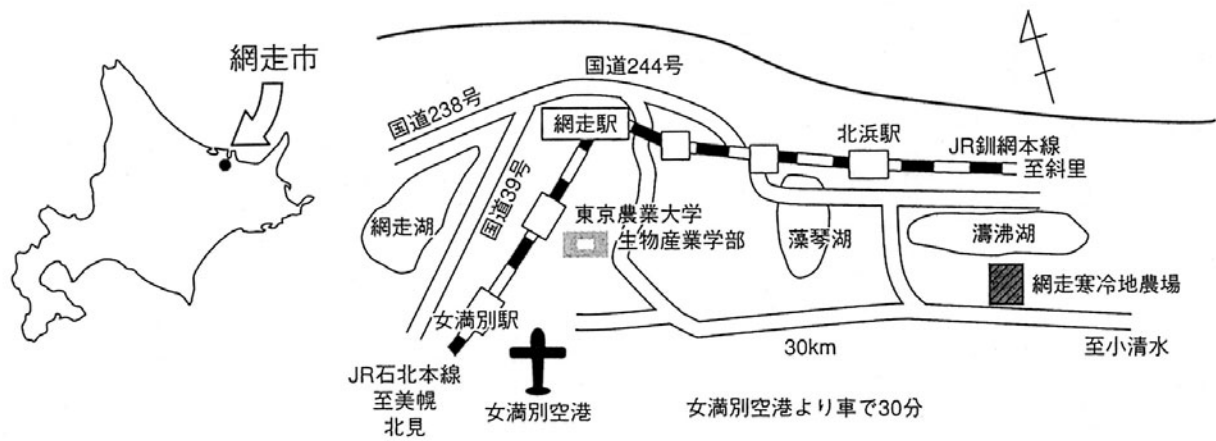 網走市
国道244号
国道238号
網走駅
北浜駅
JR釧網本線
至斜里
国道39号
網走湖
東京農業大学
生物産業学部
藻琴湖
濤沸湖
網走寒冷地農場
女満別駅
30km
至小清水
JR石北本線
至美幌
北見
女満別空港
女満別空港より車で30分